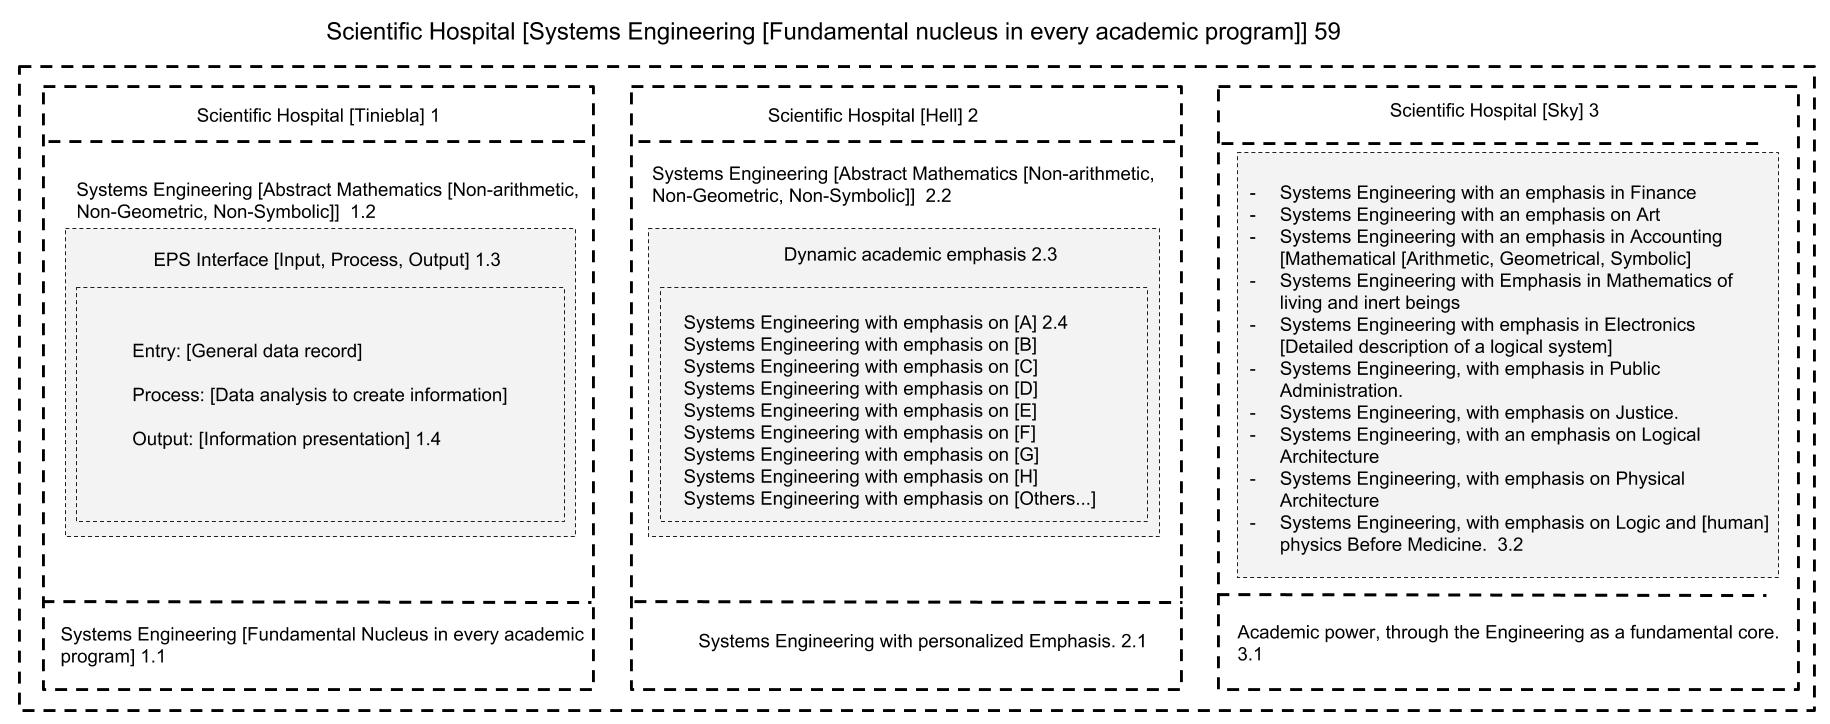 Scientific Hospital [Systems Engineering [Fundamental nucleus in every academic program]] 59
Scientific Hospital [Tiniebla] 1
Systems Engineering [Abstract Mathematics [Non-arithmetic,
Non-Geometric, Non-Symbolic]]  1.2
EPS Interface [Input, Process, Output] 1.3
Entry: [General data record]
Process: [Data analysis to create information]
Output: [Information presentation] 1.4
Systems Engineering [Fundamental Nucleus in every academic
program] 1.1
Scientific Hospital [Hell] 2
Systems Engineering [Abstract Mathematics [Non-arithmetic,
Non-Geometric, Non-Symbolic]]  2.2
Dynamic academic emphasis 2.3
Systems Engineering with emphasis on [A] 2.4
Systems Engineering with emphasis on [B]
Systems Engineering with emphasis on [C]
Systems Engineering with emphasis on [D]
Systems Engineering with emphasis on [E]
Systems Engineering with emphasis on [F]
Systems Engineering with emphasis on [G]
Systems Engineering with emphasis on [H]
Systems Engineering with emphasis on [Others...]
Systems Engineering with personalized Emphasis. 2.1
Scientific Hospital [Sky] 3
- Systems Engineering with an emphasis in Finance
- Systems Engineering with an emphasis on Art
- Systems Engineering with an emphasis in Accounting
[Mathematical [Arithmetic, Geometrical, Symbolic]
- Systems Engineering with Emphasis in Mathematics of
living and inert beings
- Systems Engineering with emphasis in Electronics
[Detailed description of a logical system]
- Systems Engineering, with emphasis in Public
Administration.
- Systems Engineering, with emphasis on Justice.
- Systems Engineering, with an emphasis on Logical
Architecture
- Systems Engineering, with emphasis on Physical
Architecture
- Systems Engineering, with emphasis on Logic and [human]
physics Before Medicine.  3.2
Academic power, through the Engineering as a fundamental core.
3.1